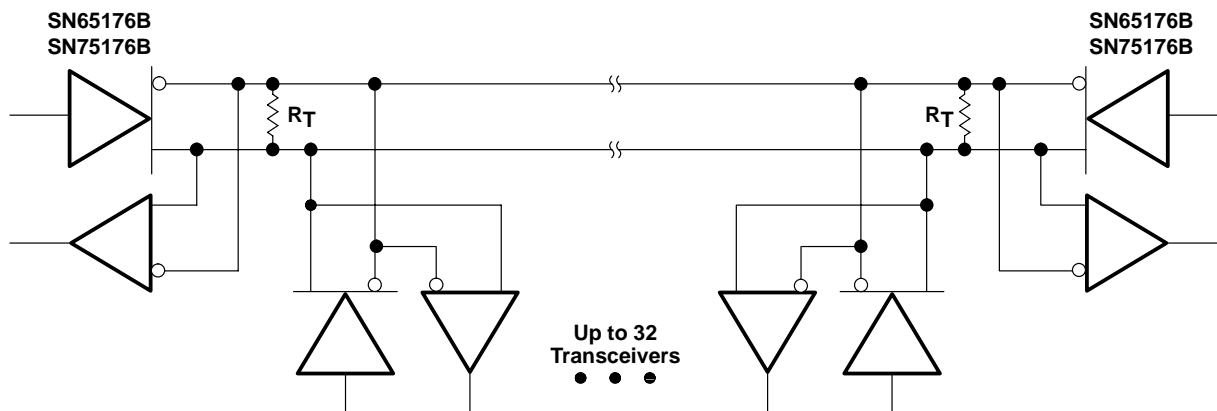 SN65176B
SN75176B
SN65176B
SN75176B
RT
RT
Up to 32
Transceivers